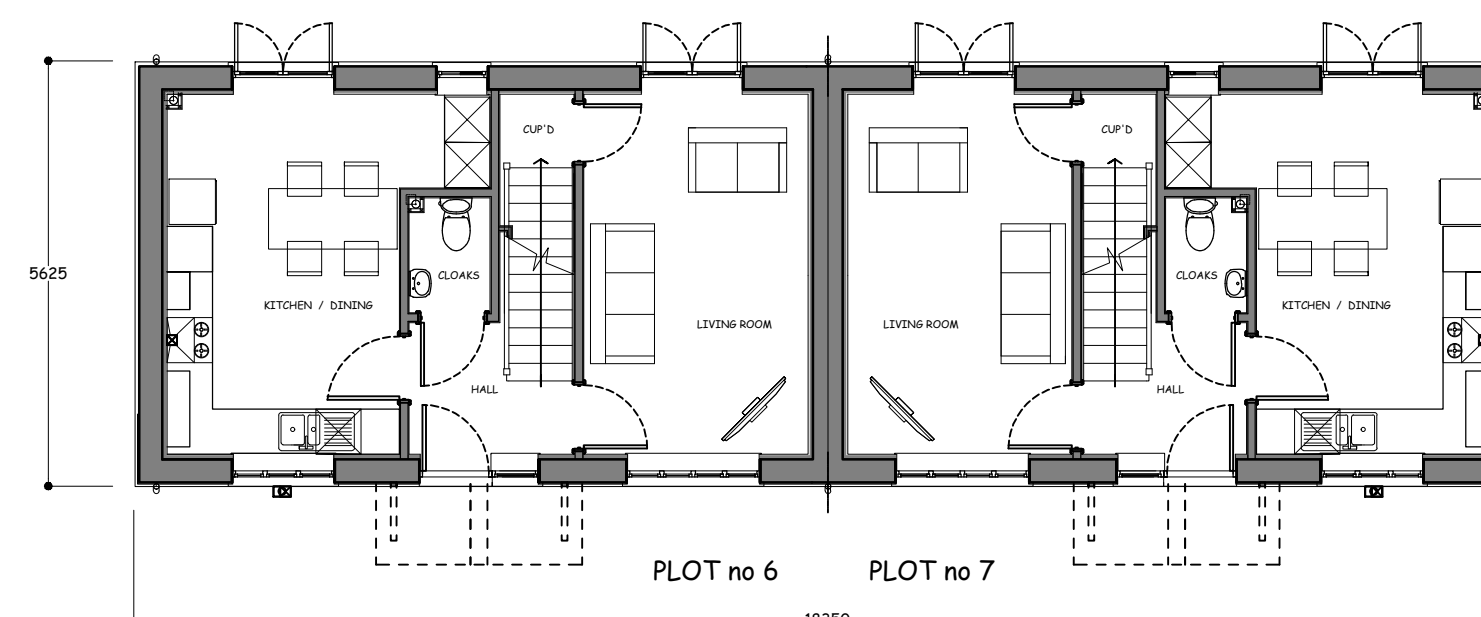 CUP'D
CUP'D
5625
CLOAKS
CLOAKS
KITCHEN / DINING
KITCHEN / DINING
LIVING ROOM
LIVING ROOM
HALL
HALL
PLOT no 6
PLOT no 7